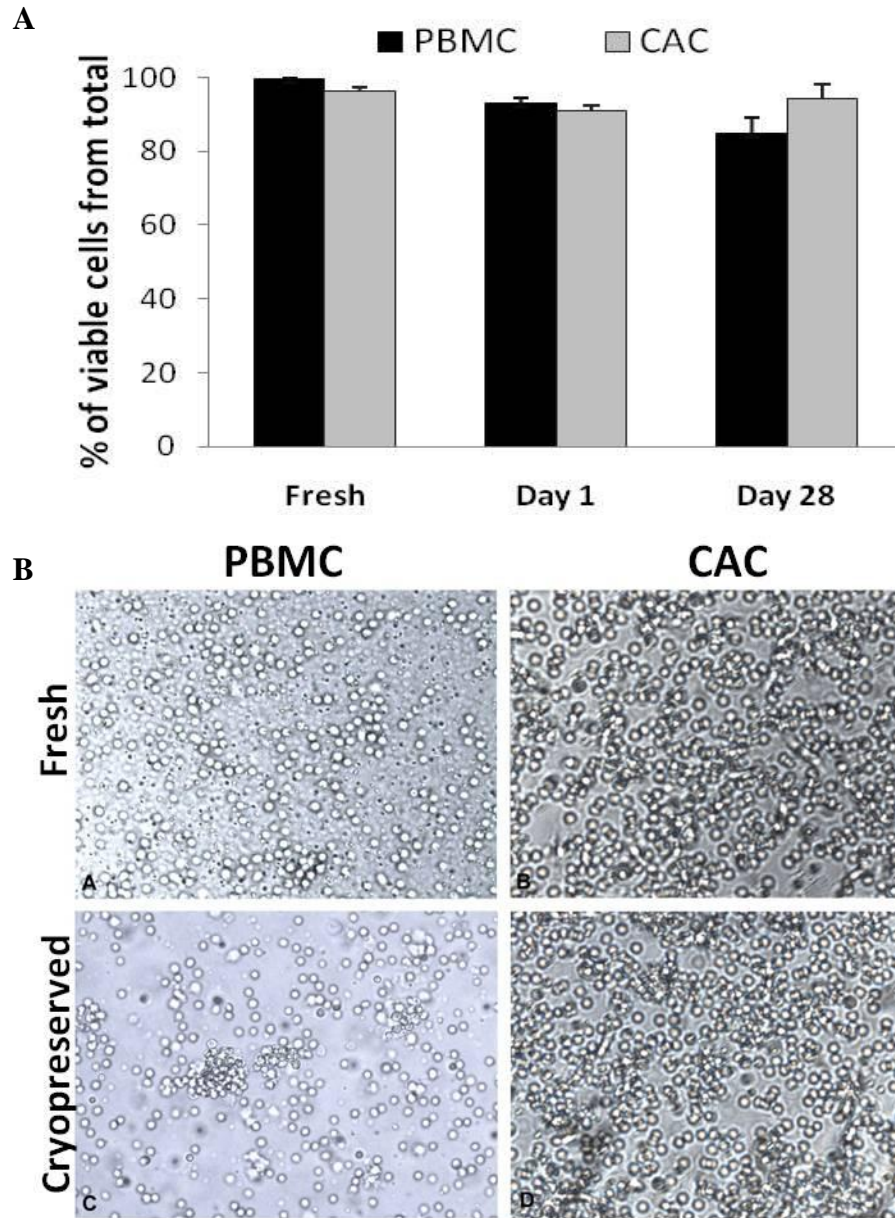 A
PBMC CAC
% of viable cells from total
100
80
60
40
20
0
Fresh Day 1 Day 28
B
PBMC CAC
Fresh
A B
Cryopreserved
C D